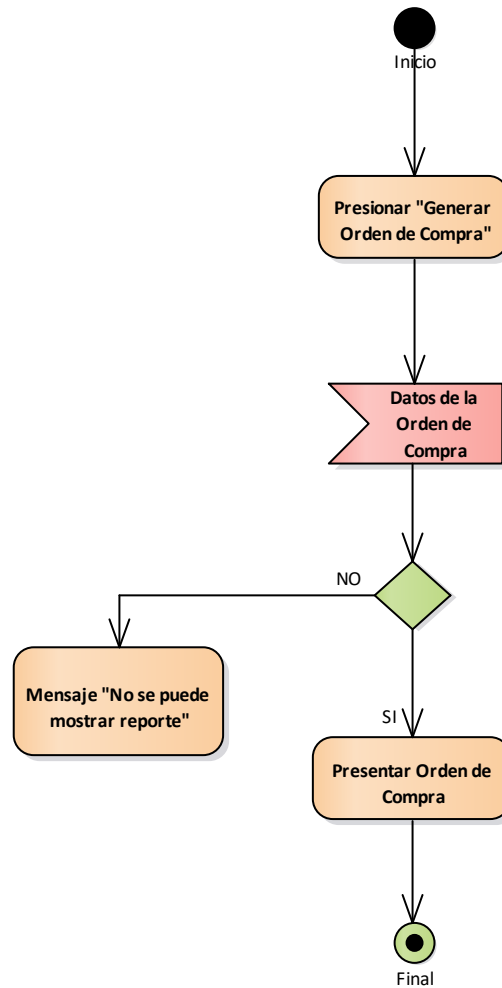 Inicio
Presionar "Generar
Orden de Compra"
Datos de la
Orden de
Compra
NO
Mensaje "No se puede
mostrar reporte"
SI
Presentar Orden de
Compra
Final